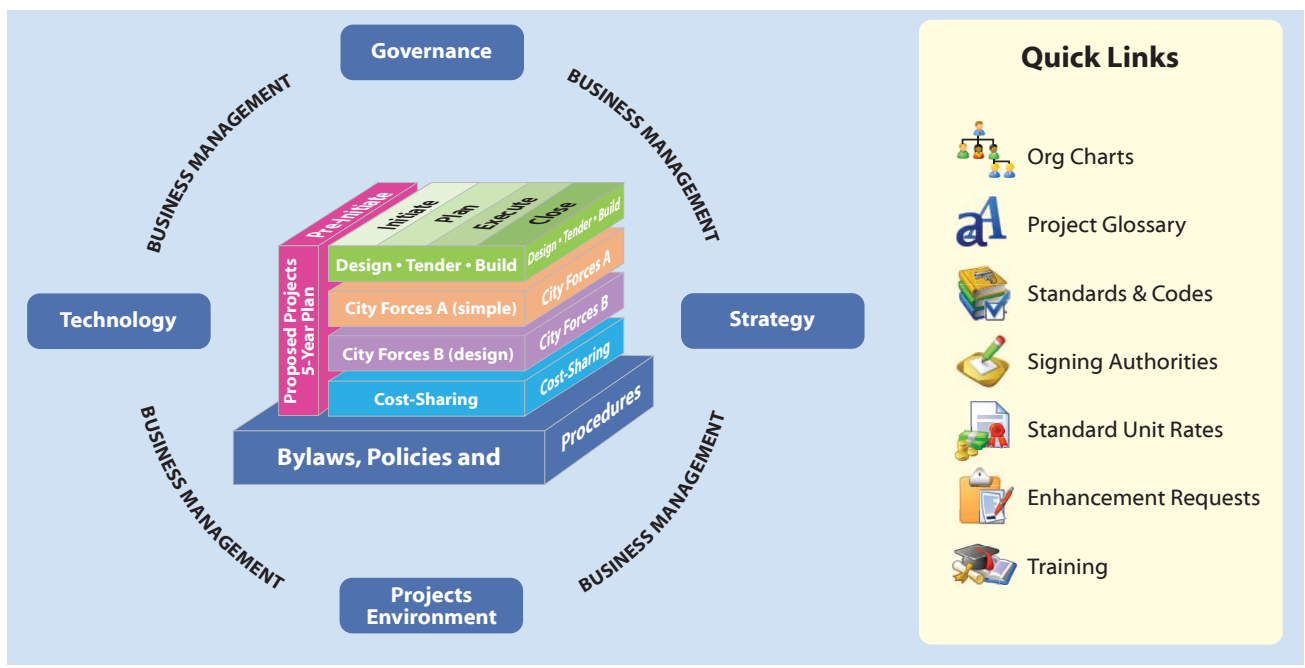 Governance
BUSINESS MANAGEMENT
BUSINESS MANAGEMENT
Technology
Strategy
Pre-Initiate
Initiate
Plan
Execute
Close
Proposed Projects
5-Year Plan
Design • Tender • Build
Design • Tender • Build
City Forces A (simple)
City Forces A
City Forces B (design)
City Forces B
Cost-Sharing
Cost-Sharing
Bylaws, Policies and
Procedures
BUSINESS MANAGEMENT
BUSINESS MANAGEMENT
Projects
Environment
Quick Links
Org Charts
aA
Project Glossary
Standards & Codes
Signing Authorities
Standard Unit Rates
Enhancement Requests
Training